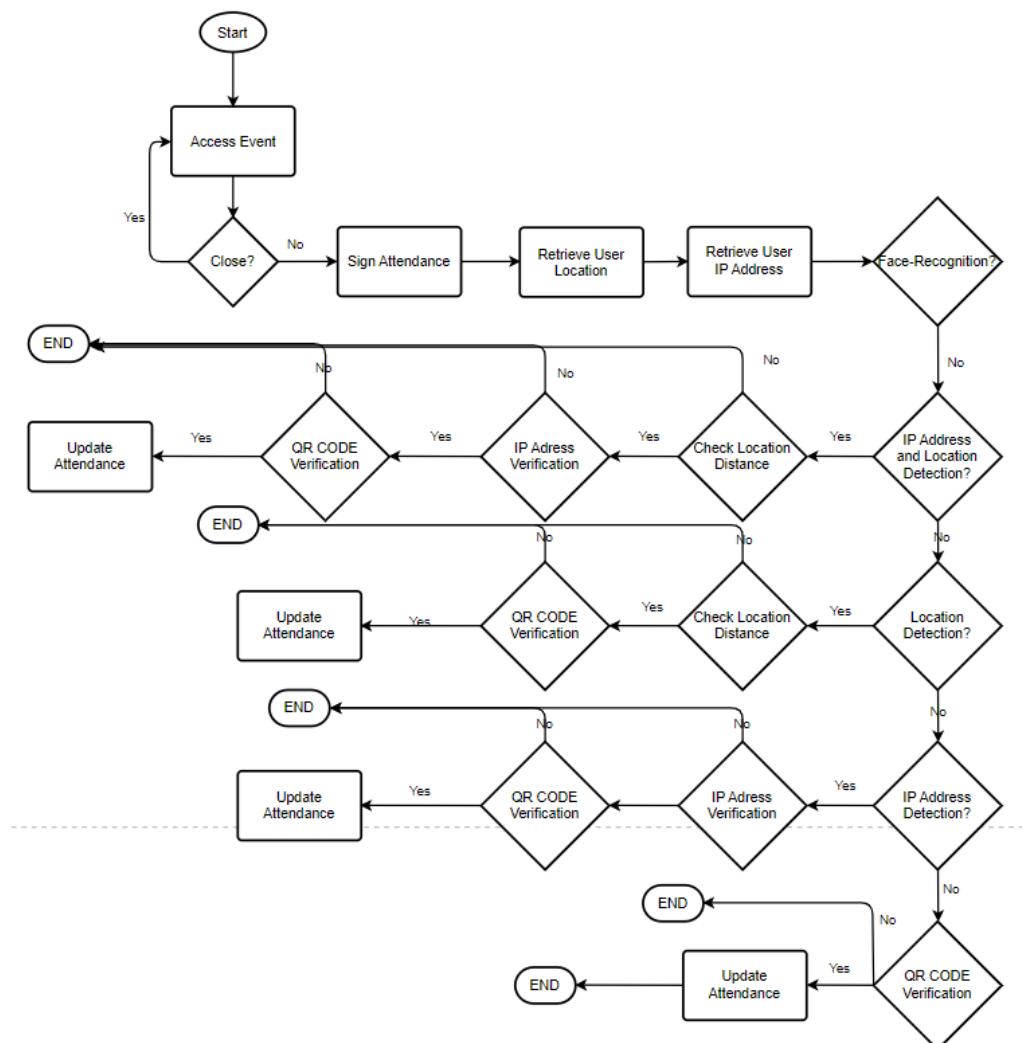 Start
Access Event
Yes
Close?
No
Sign Attendance
Retrieve User
Location
Retrieve User
IP Address
Face-Recognition?
No
END
No
No
No
Update
Attendance
Yes
QR CODE
Verification
Yes
IP Adress
Verification
Yes
Check Location
Distance
Yes
IP Address
and Location
Detection?
No
END
No
No
Update
Attendance
Yes
QR CODE
Verification
Yes
Check Location
Distance
Yes
Location
Detection?
No
END
No
No
Update
Attendance
Yes
QR CODE
Verification
IP Adress
Verification
Yes
IP Address
Detection?
No
END
No
END
Update
Attendance
Yes
QR CODE
Verification